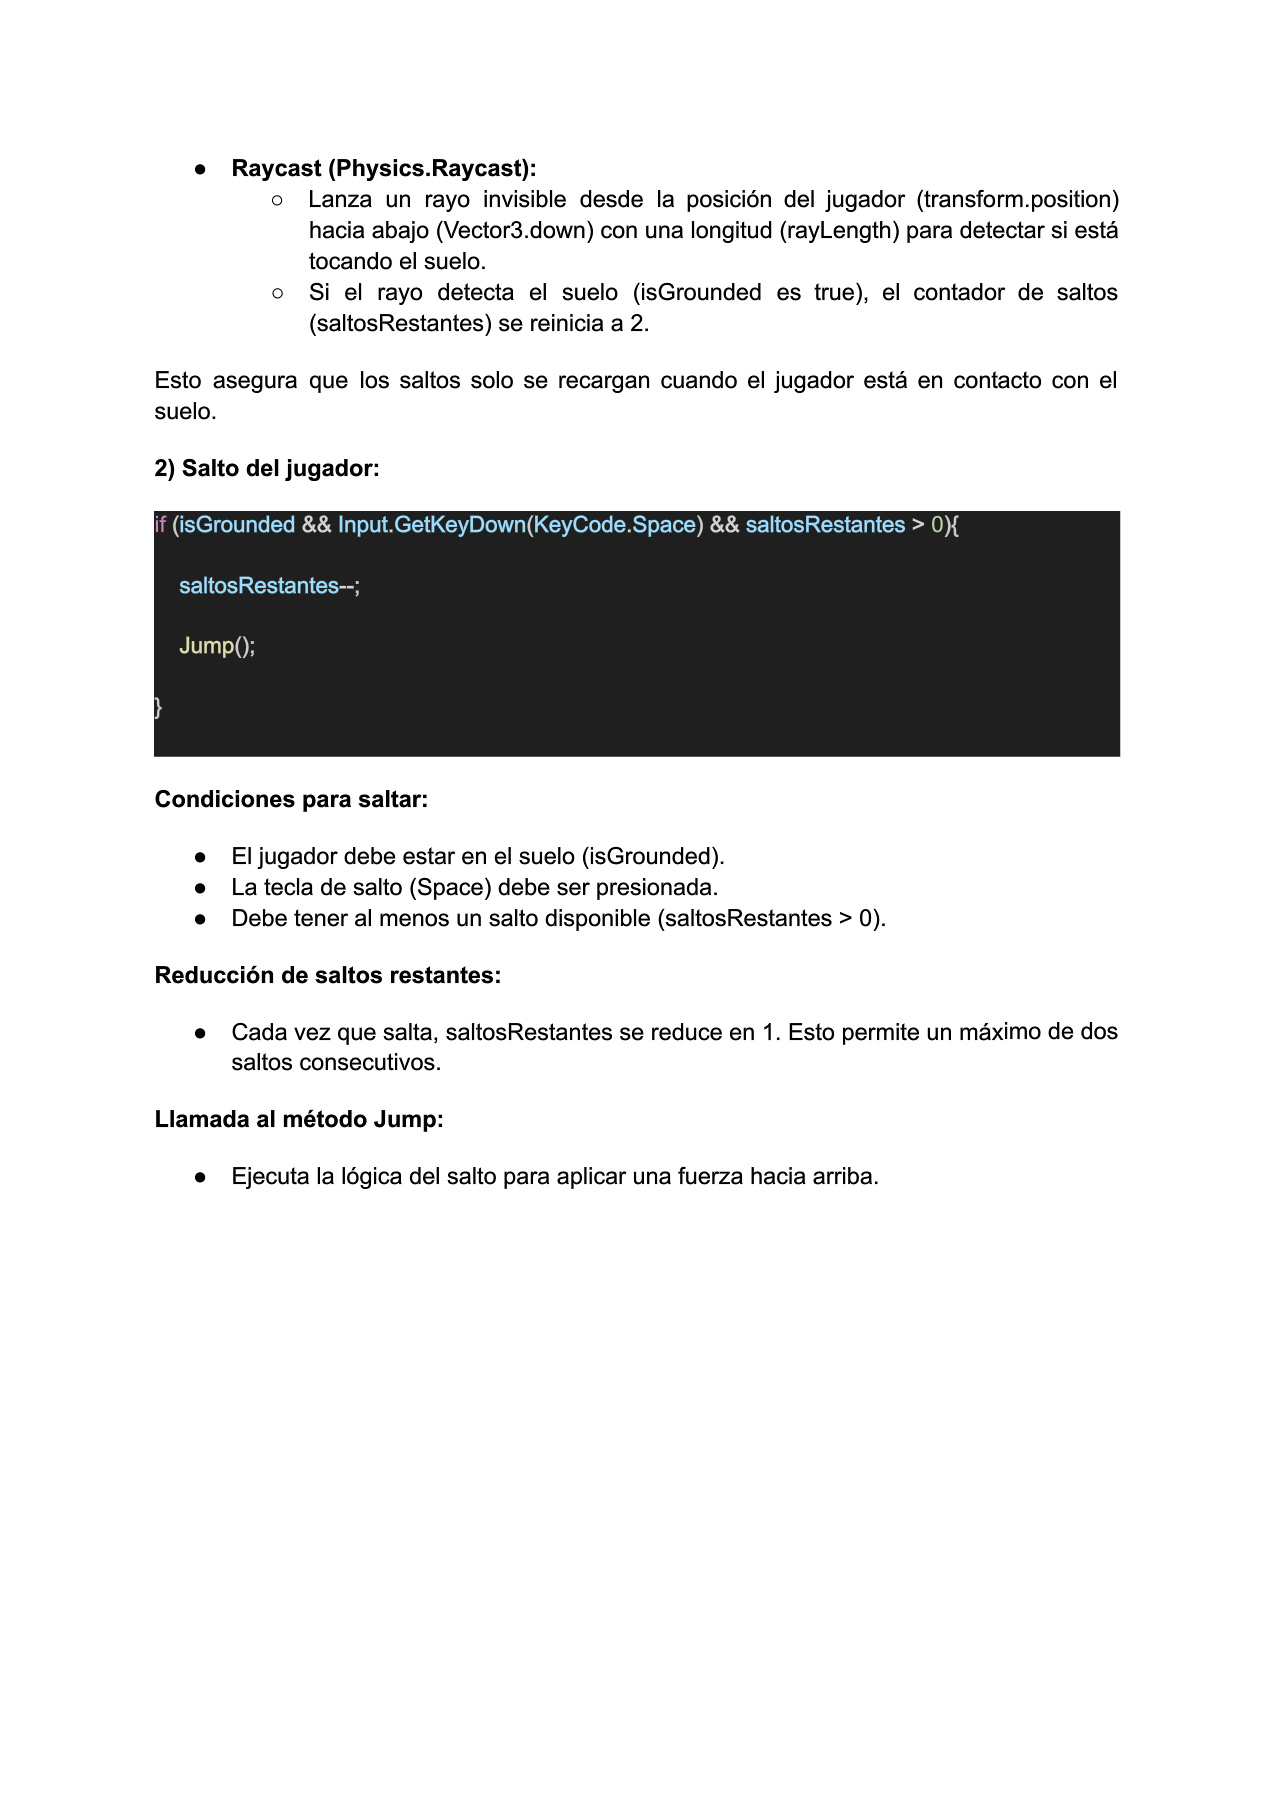 ● Raycast (Physics.Raycast):
○ Lanza un rayo invisible desde la posición del jugador (transform.position)
hacia abajo (Vector3.down) con una longitud (rayLength) para detectar si está
tocando el suelo.
○ Si el rayo detecta el suelo (isGrounded es true), el contador de saltos
(saltosRestantes) se reinicia a 2.
Esto asegura que los saltos solo se recargan cuando el jugador está en contacto con el
suelo.
2) Salto del jugador:
if (isGrounded && Input.GetKeyDown(KeyCode.Space) && saltosRestantes > 0){
saltosRestantes--;
Jump();
}
Condiciones para saltar:
● El jugador debe estar en el suelo (isGrounded).
● La tecla de salto (Space) debe ser presionada.
● Debe tener al menos un salto disponible (saltosRestantes > 0).
Reducción de saltos restantes:
● Cada vez que salta, saltosRestantes se reduce en 1. Esto permite un máximo de dos
saltos consecutivos.
Llamada al método Jump:
● Ejecuta la lógica del salto para aplicar una fuerza hacia arriba.